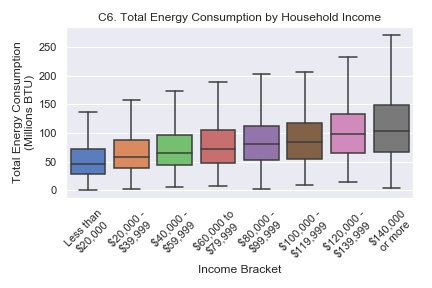 C6. Total Energy Consumption by Household Income
Total Energy Consumption
(Millions BTU)
250
200
150
100
50
0
Less than
$20,000
$20,000 -
$39,999
$40,000 -
$59,999
$60,000 to
$79,999
$80,000 -
$99,999
$100,000 -
$119,999
$120,000 -
$139,999
$140,000
or more
Income Bracket